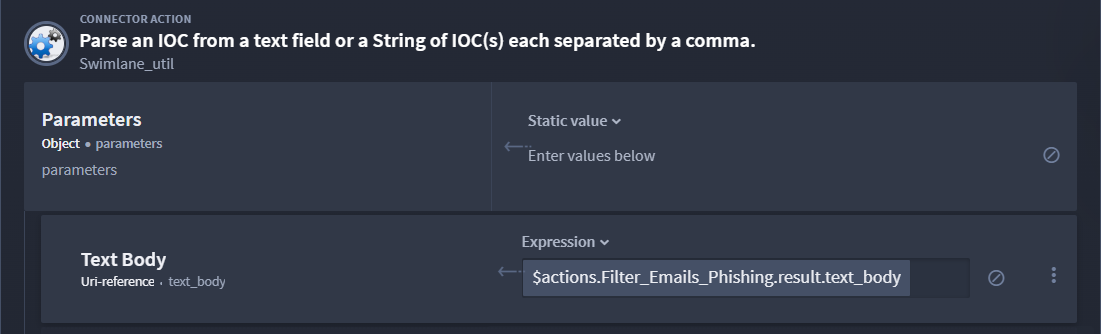 CONNECTOR ACTION
Parse an IOC from a text field or a String of IOC(s) each separated by a comma.
Swimlane_util
Parameters
Object • parameters
parameters
Static value
Enter values below
Text Body
Uri-reference · text_body
Expression
$actions.Filter_Emails_Phishing.result.text_body